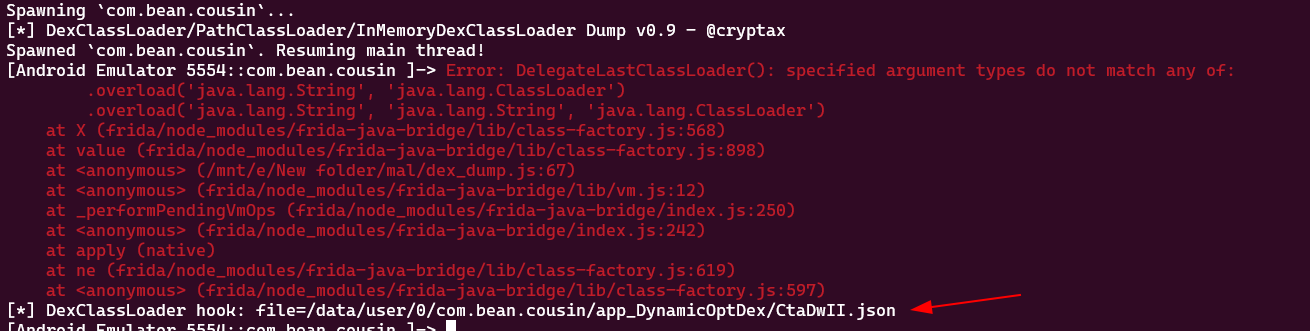 Spawning `com.bean.cousin`...
[*] DexClassLoader/PathClassLoader/InMemoryDexClassLoader Dump v0.9 - @cryptax
Spawned `com.bean.cousin`. Resuming main thread!
[Android Emulator 5554::com.bean.cousin ]-> Error: DelegateLastClassLoader(): specified argument types do not match any of:
        .overload('java.lang.String', 'java.lang.ClassLoader')
        .overload('java.lang.String', 'java.lang.String', 'java.lang.ClassLoader')
    at X (frida/node_modules/frida-java-bridge/lib/class-factory.js:568)
    at value (frida/node_modules/frida-java-bridge/lib/class-factory.js:898)
    at <anonymous> (/mnt/e/New folder/mal/dex_dump.js:67)
    at <anonymous> (frida/node_modules/frida-java-bridge/lib/vm.js:12)
    at _performPendingVmOps (frida/node_modules/frida-java-bridge/index.js:250)
    at <anonymous> (frida/node_modules/frida-java-bridge/index.js:242)
    at apply (native)
    at ne (frida/node_modules/frida-java-bridge/lib/class-factory.js:619)
    at <anonymous> (frida/node_modules/frida-java-bridge/lib/class-factory.js:597)
[*] DexClassLoader hook: file=/data/user/0/com.bean.cousin/app_DynamicOptDex/CtaDwII.json
[Android Emulator 5554::com.bean.cousin ]->